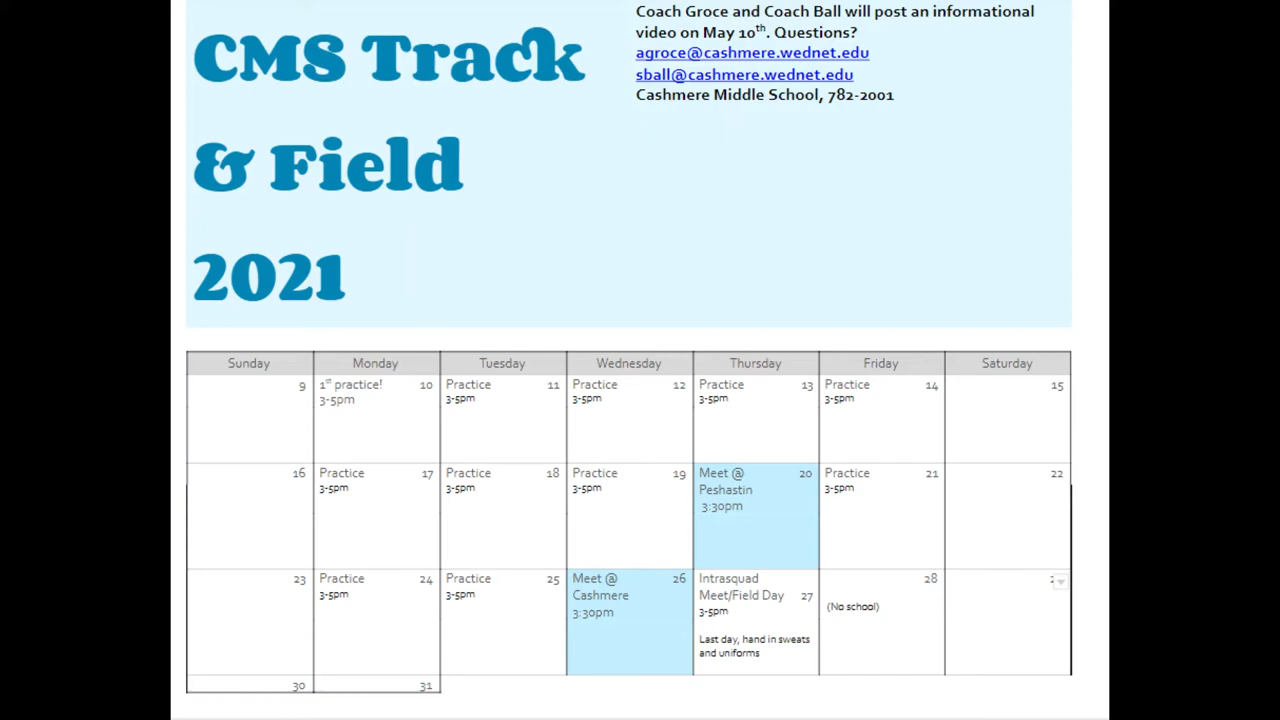 CMS Track
& Field
2021
Coach Groce and Coach Ball will post an informational
video on May 10th. Questions?
agroce@cashmere.wednet.edu
sball@cashmere.wednet.edu
Cashmere Middle School, 782-2001
Sunday Monday Tuesday Wednesday Thursday Friday Saturday
9
1st practice! 10
3-5pm
Practice 11
3-5pm
Practice 12
3-5pm
Practice 13
3-5pm
Practice 14
3-5pm
15
16
Practice 17
3-5pm
Practice 18
3-5pm
Practice 19
3-5pm
Meet @ 20
Peshastin
3:30pm
Practice 21
3-5pm
22
23
Practice 24
3-5pm
Practice 25
3-5pm
Meet @ 26
Cashmere
3:30pm
Intrasquad
Meet/Field Day 27
3-5pm
Last day, hand in sweats
and uniforms
28
(No school)
30
31